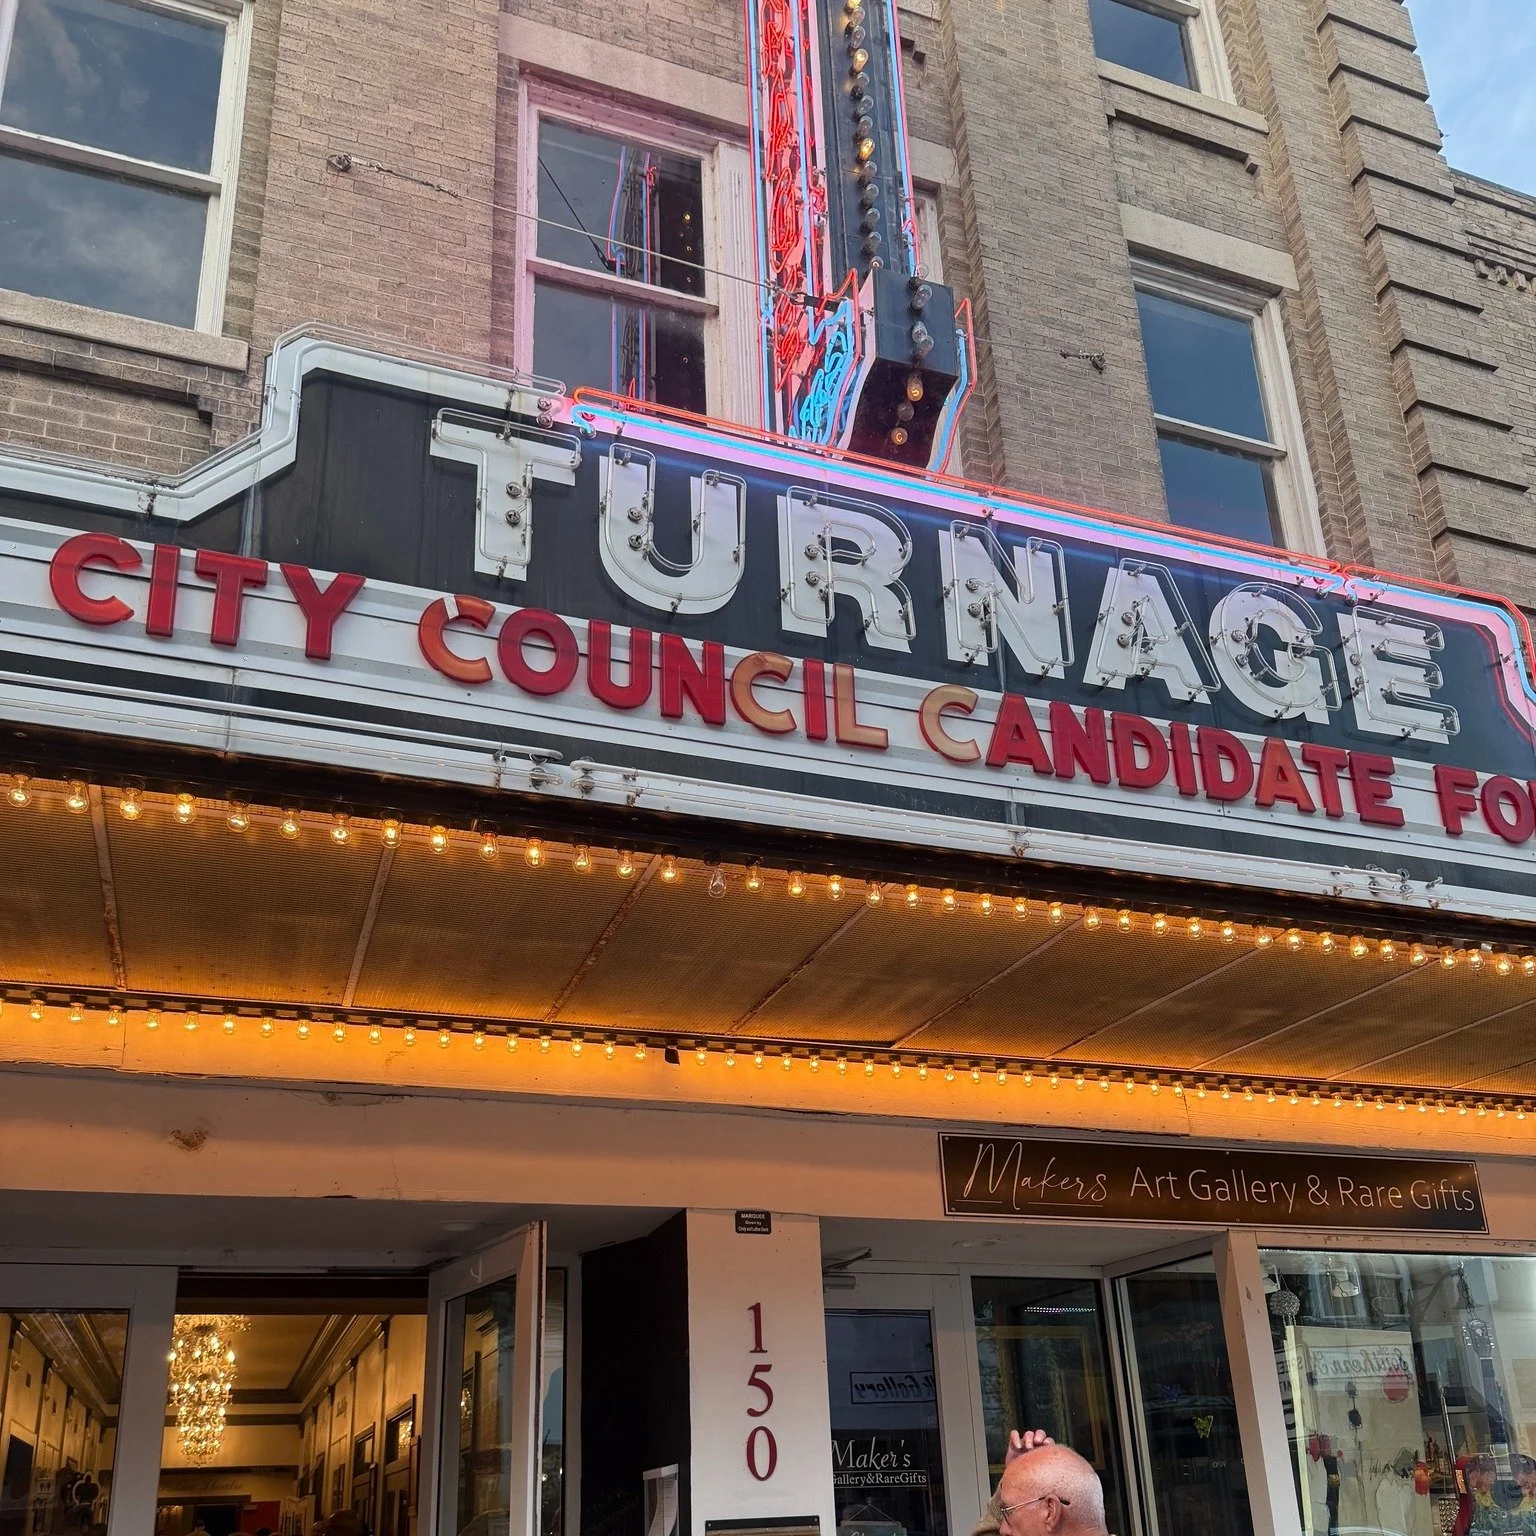 TURNAGE
CITY COUNCIL CANDIDATE FO
Makers Art Gallery & Rare Gifts
MARQUEE
150
Maker's
Gallery&RareGifts